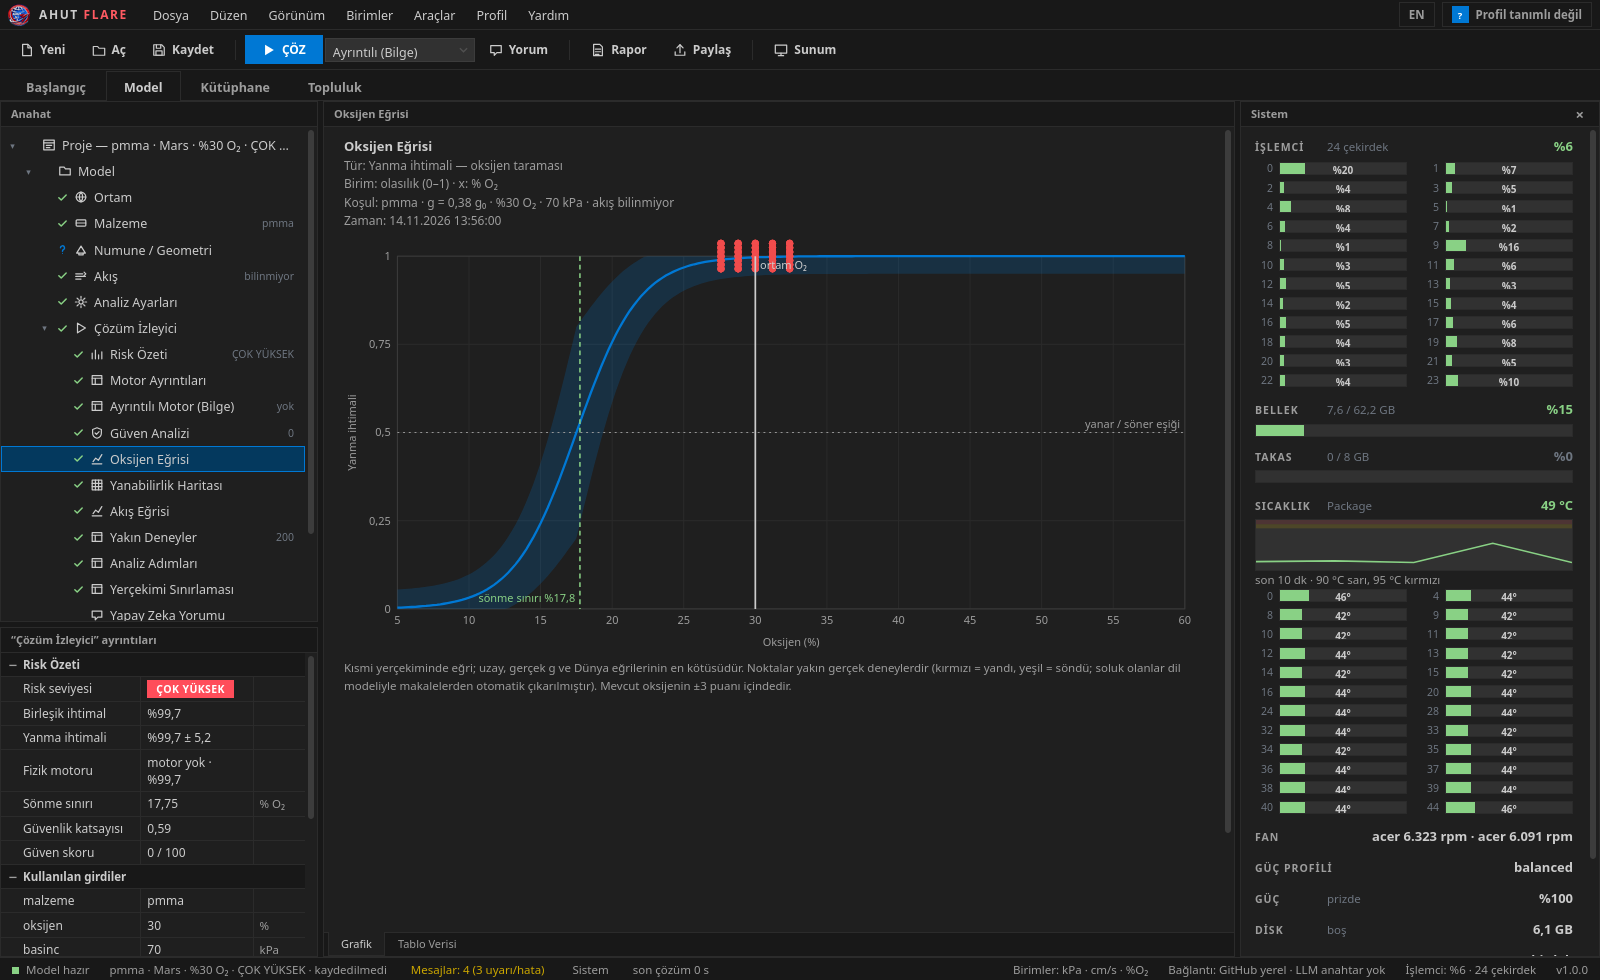 AHUT FLARE
Dosya Düzen Görünüm Birimler Araçlar Profil Yardım
EN ? Profil tanımlı değil
Yeni Aç Kaydet ÇÖZ Ayrıntılı (Bilge) Yorum Rapor Paylaş Sunum
Başlangıç Model Kütüphane Topluluk
Anahat
Proje — pmma · Mars · %30 O₂ · ÇOK ...
Model
Ortam
Malzeme pmma
? Numune / Geometri
Akış bilinmiyor
Analiz Ayarları
Çözüm İzleyici
Risk Özeti ÇOK YÜKSEK
Motor Ayrıntıları
Ayrıntılı Motor (Bilge) yok
Güven Analizi 0
Oksijen Eğrisi
Yanabilirlik Haritası
Akış Eğrisi
Yakın Deneyler 200
Analiz Adımları
Yerçekimi Sınırlaması
Yapay Zeka Yorumu
"Çözüm İzleyici" ayrıntıları
Risk Özeti
Risk seviyesi ÇOK YÜKSEK
Birleşik ihtimal %99,7
Yanma ihtimali %99,7 ± 5,2
Fizik motoru motor yok · %99,7
Sönme sınırı 17,75 % O₂
Güvenlik katsayısı 0,59
Güven skoru 0 / 100
Kullanılan girdiler
malzeme pmma
oksijen 30 %
basinc 70 kPa
Oksijen Eğrisi
Oksijen Eğrisi
Tür: Yanma ihtimali — oksijen taraması
Birim: olasılık (0–1) · x: % O₂
Koşul: pmma · g = 0,38 g₀ · %30 O₂ · 70 kPa · akış bilinmiyor
Zaman: 14.11.2026 13:56:00
Yanma ihtimali
1
0,75
0,5
0,25
0
ortam O₂
yanar / söner eşiği
sönme sınırı %17,8
5 10 15 20 25 30 35 40 45 50 55 60
Oksijen (%)
Kısmi yerçekiminde eğri; uzay, gerçek g ve Dünya eğrilerinin en kötüsüdür. Noktalar yakın gerçek deneylerdir (kırmızı = yandı, yeşil = söndü; soluk olanlar dil
modeliyle makalelerden otomatik çıkarılmıştır). Mevcut oksijenin ±3 puanı içindedir.
Grafik Tablo Verisi
Sistem ×
İŞLEMCİ 24 çekirdek %6
0 %20 1 %7
2 %4 3 %5
4 %8 5 %1
6 %4 7 %2
8 %1 9 %16
10 %3 11 %6
12 %5 13 %3
14 %2 15 %4
16 %5 17 %6
18 %4 19 %8
20 %3 21 %5
22 %4 23 %10
BELLEK 7,6 / 62,2 GB %15
TAKAS 0 / 8 GB %0
SICAKLIK Package 49 °C
son 10 dk · 90 °C sarı, 95 °C kırmızı
0 46° 4 44°
8 42° 9 42°
10 42° 11 42°
12 44° 13 42°
14 42° 15 42°
16 44° 20 44°
24 44° 28 44°
32 44° 33 42°
34 42° 35 44°
36 44° 37 44°
38 44° 39 44°
40 44° 44 46°
FAN acer 6.323 rpm · acer 6.091 rpm
GÜÇ PROFİLİ balanced
GÜÇ prizde %100
DİSK boş 6,1 GB
Model hazır pmma · Mars · %30 O₂ · ÇOK YÜKSEK · kaydedilmedi Mesajlar: 4 (3 uyarı/hata) Sistem son çözüm 0 s Birimler: kPa · cm/s · %O₂ Bağlantı: GitHub yerel · LLM anahtar yok İşlemci: %6 · 24 çekirdek v1.0.0